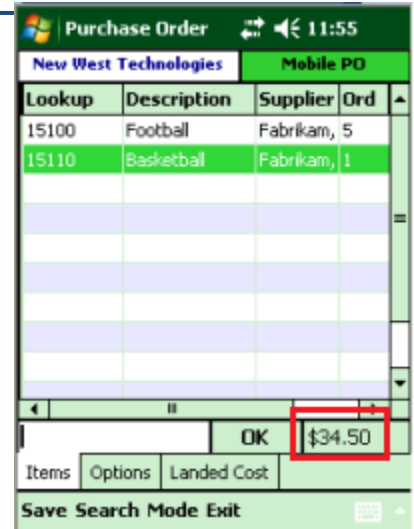 Purchase Order 11:55
New West Technologies Mobile PO
Lookup Description Supplier Ord
15100 Football Fabrikam, 5
15110 Basketball Fabrikam, 1
OK $34.50
Items Options Landed Cost
Save Search Mode Exit